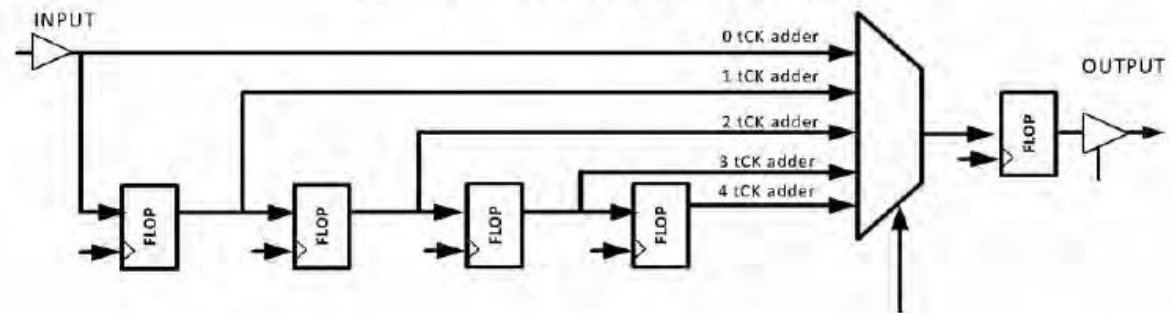 INPUT
0 tCK adder
1 tCK adder
OUTPUT
2 tCK adder
FLOP
3 tCK adder
4 tCK adder
FLOP
FLOP
FLOP
FLOP